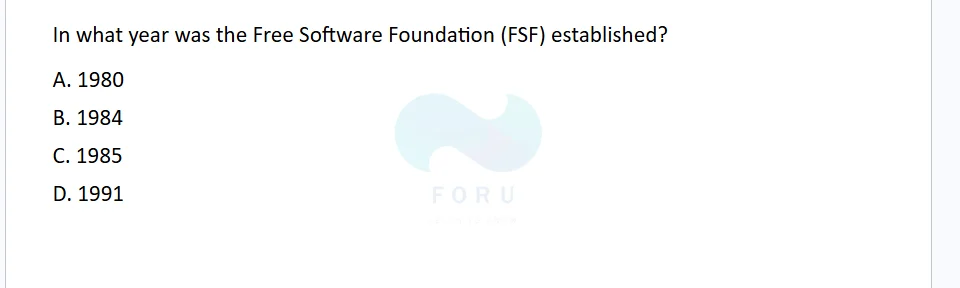 In what year was the Free Software Foundation (FSF) established?
A. 1980
B. 1984
C. 1985
D. 1991
FORU